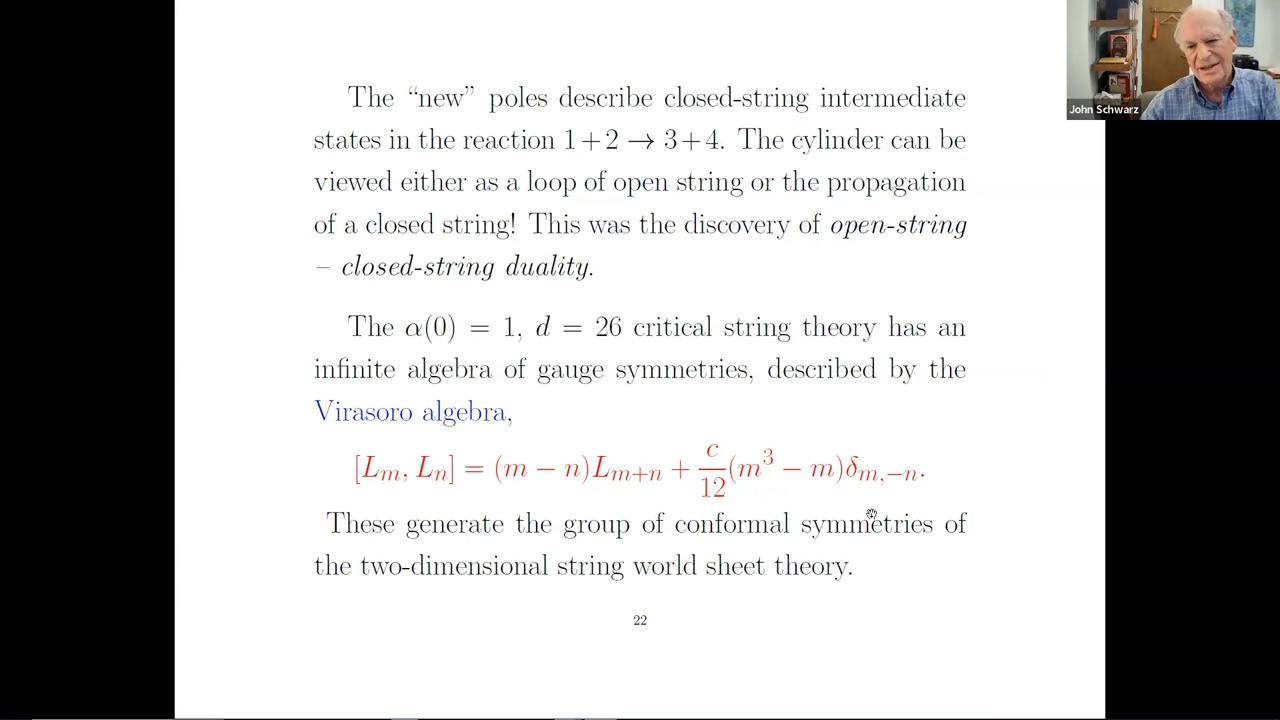 The “new” poles describe closed-string intermediate
states in the reaction 1 + 2 → 3 + 4. The cylinder can be
viewed either as a loop of open string or the propagation
of a closed string! This was the discovery of open-string
– closed-string duality.
The α(0) = 1, d = 26 critical string theory has an
infinite algebra of gauge symmetries, described by the
Virasoro algebra,
[Lₘ, Lₙ] = (m − n)Lₘ₊ₙ + c/12 (m³ − m)δ_{m,−n}.
These generate the group of conformal symmetries of
the two-dimensional string world sheet theory.
22
John Schwarz